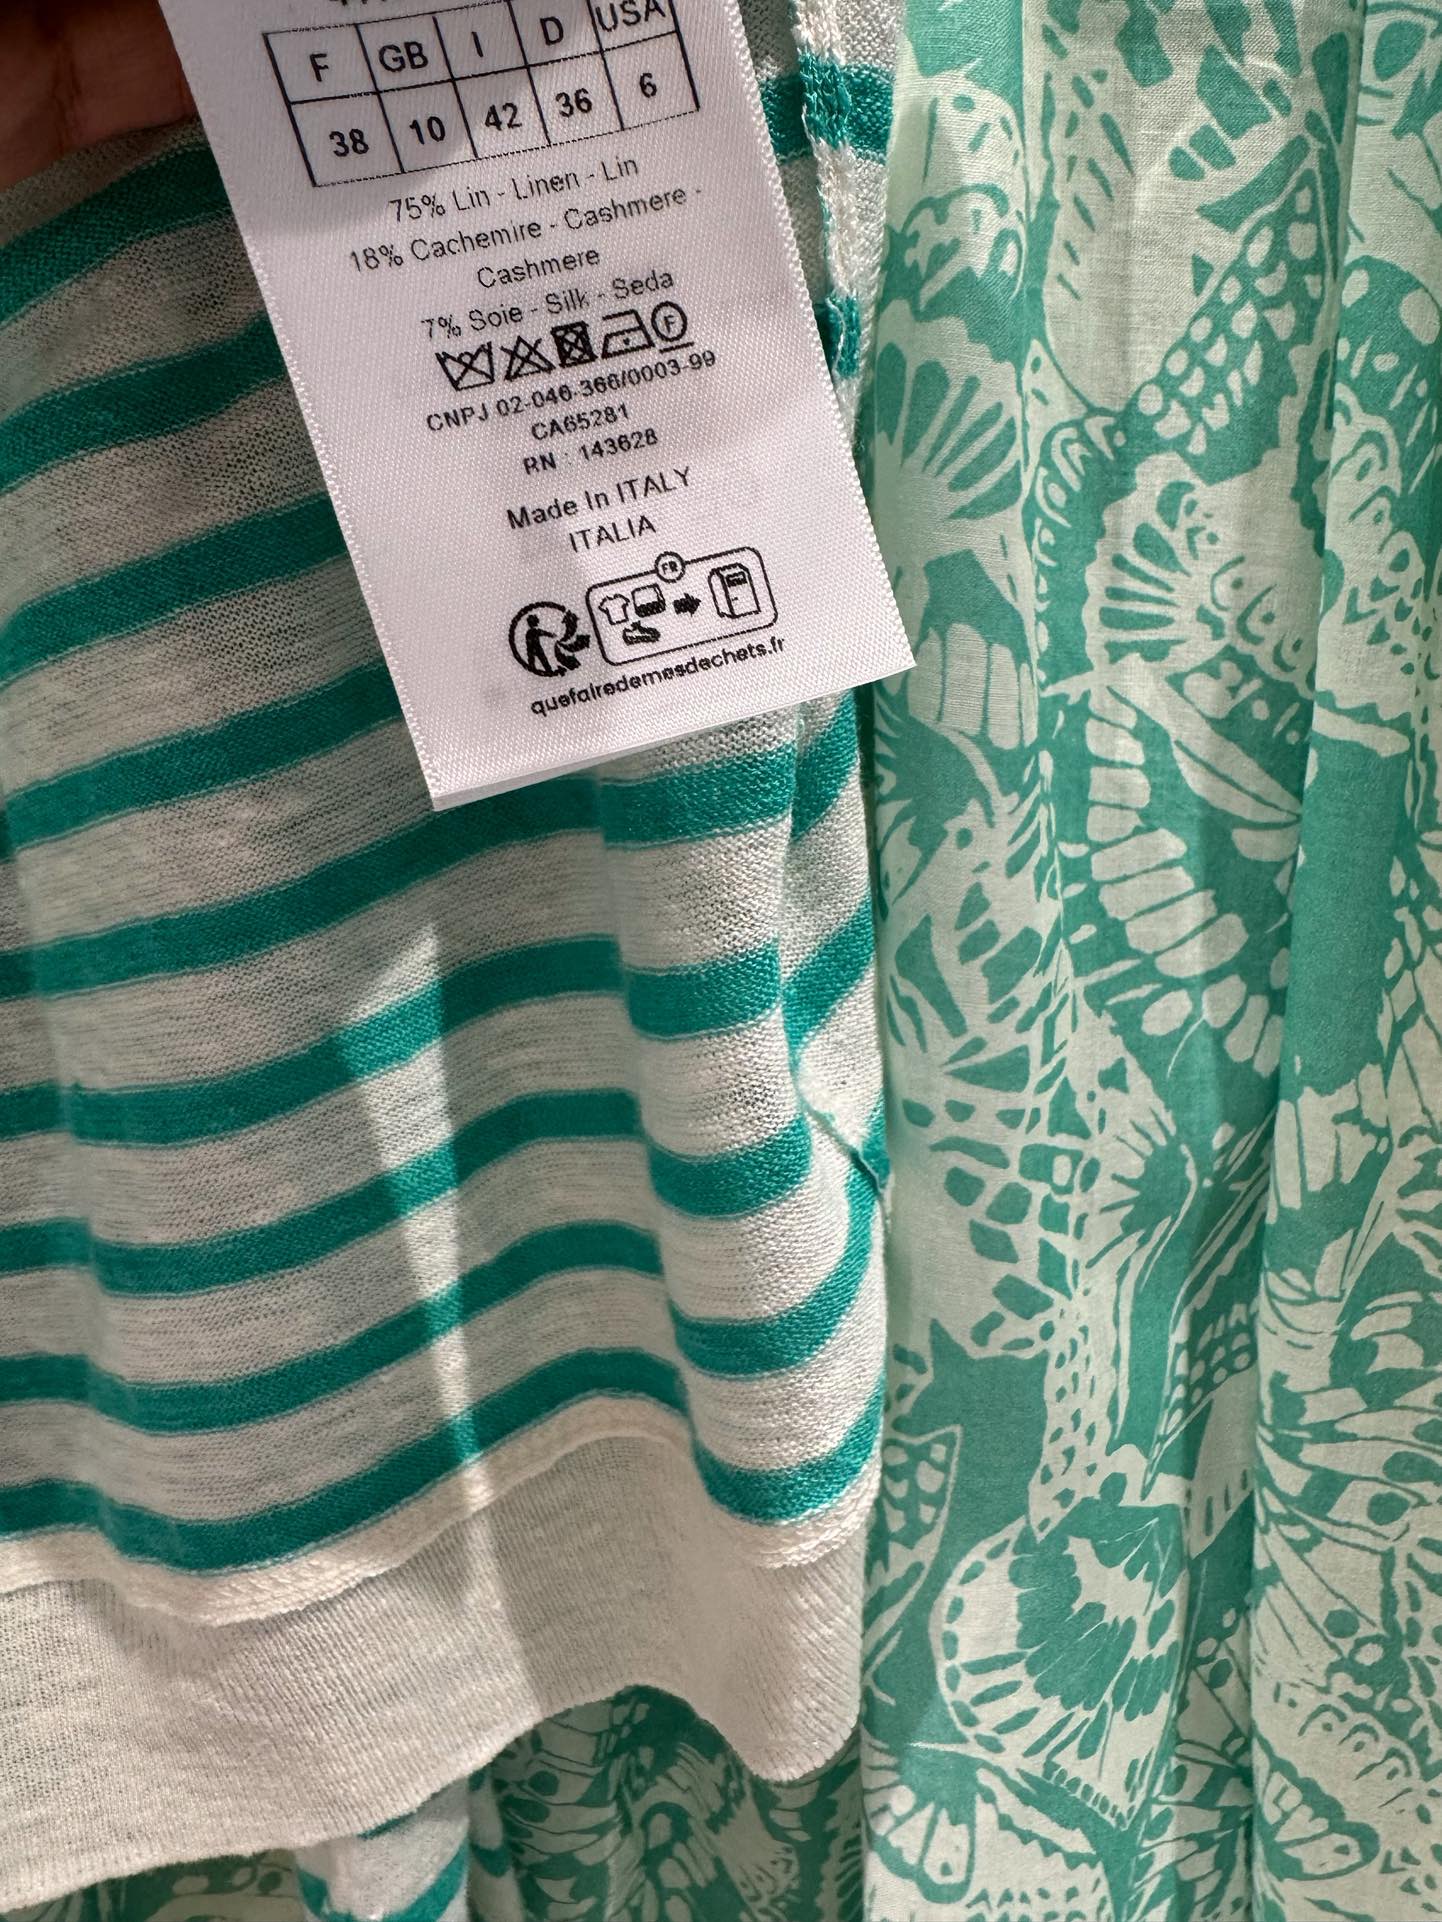 F GB I D USA
38 10 42 36 6
75% Lin - Linen - Lin
18% Cachemire - Cashmere -
Cashmere
7% Soie - Silk - Seda
F
CNPJ 02-046-366/0003-99
CA65281
RN : 143628
Made In ITALY
ITALIA
FR
quefairedemesdechets.fr